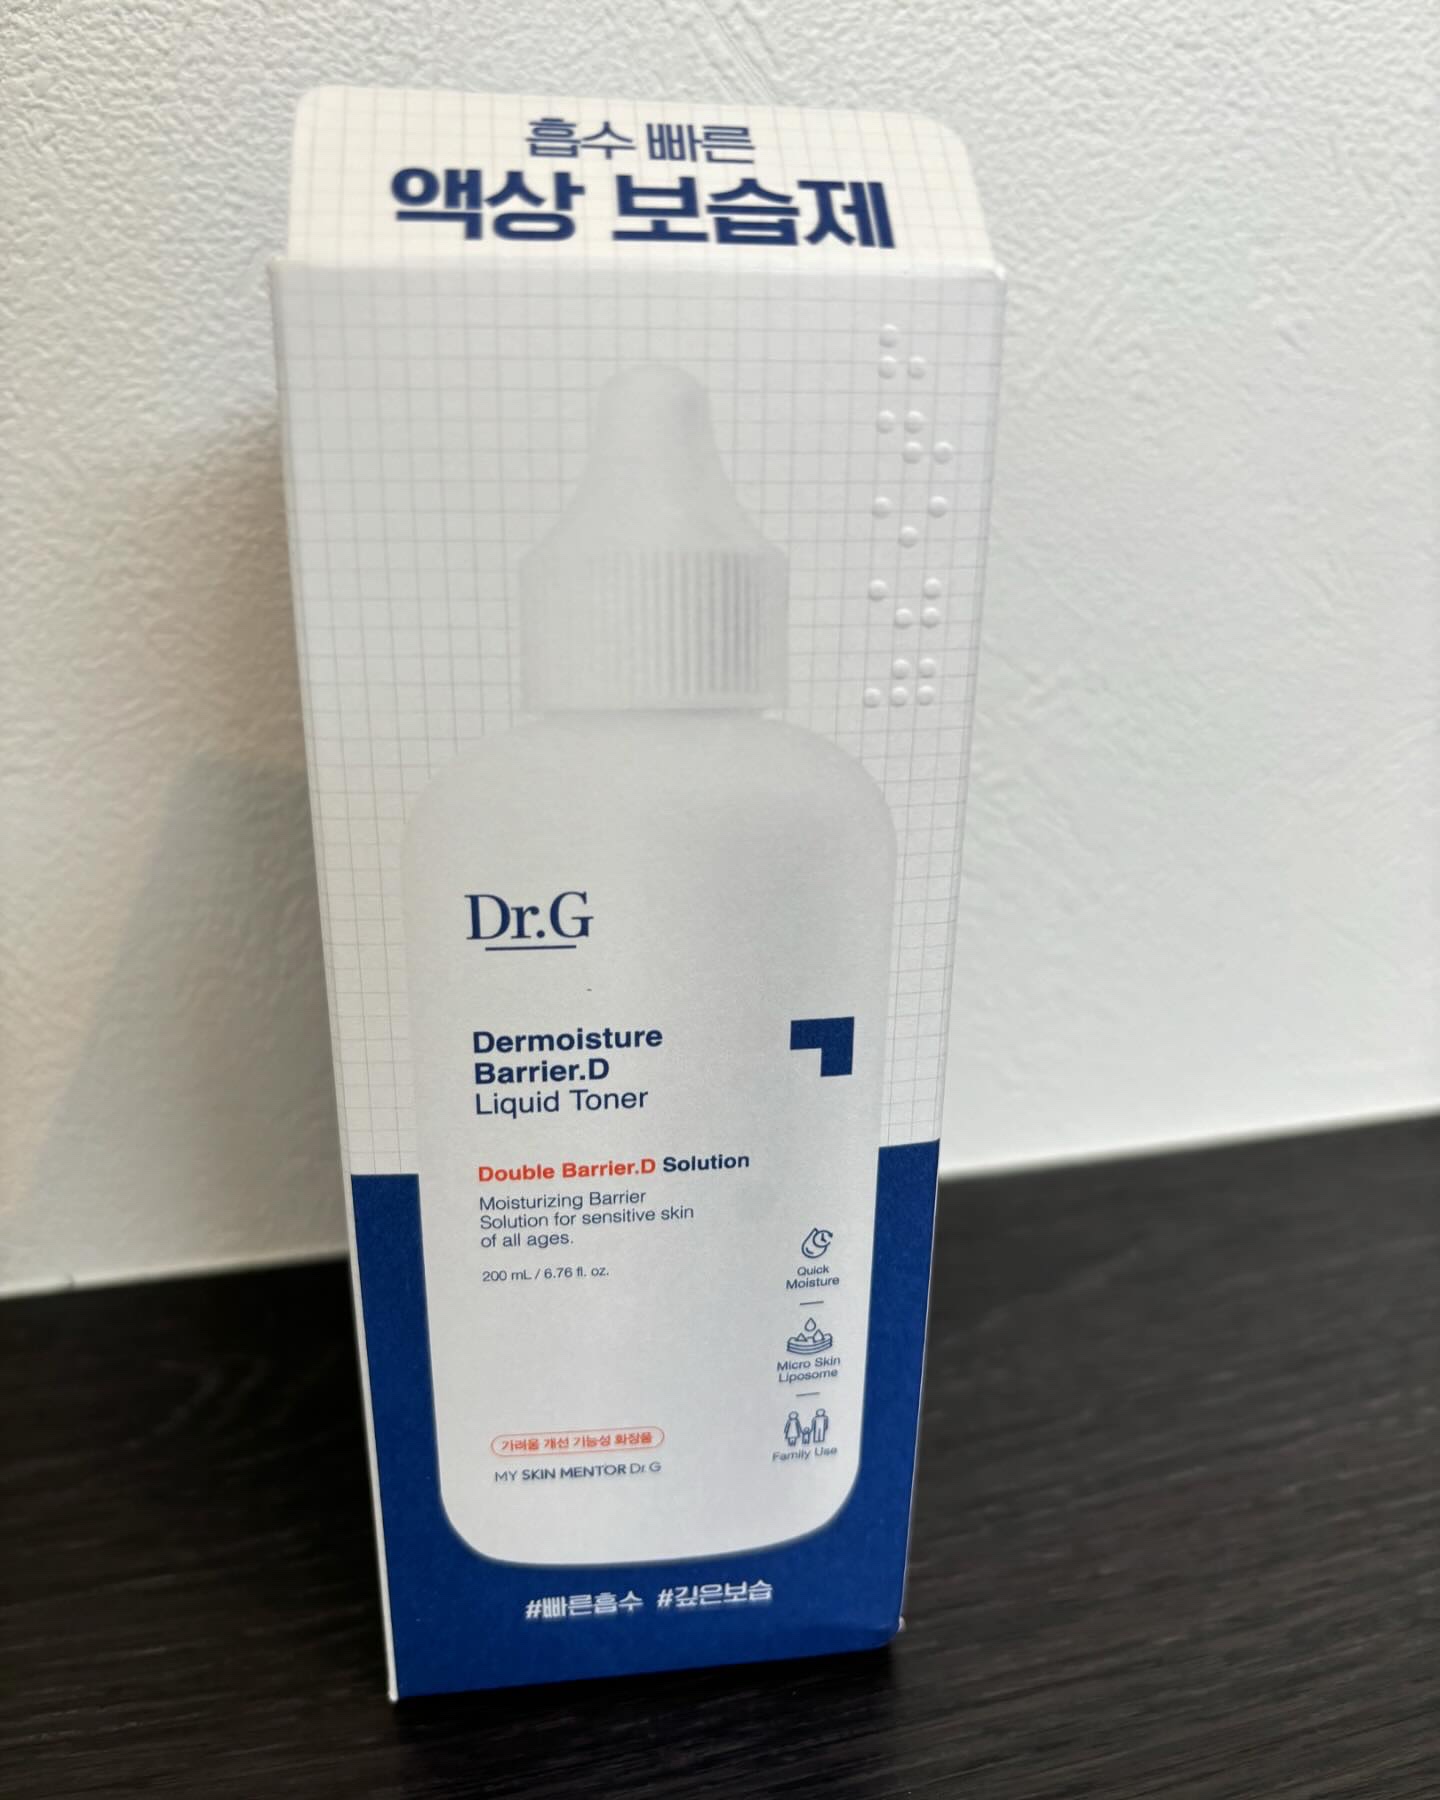 흡수 빠른
액상 보습제
Dr.G
Dermoisture
Barrier.D
Liquid Toner
Double Barrier.D Solution
Moisturizing Barrier
Solution for sensitive skin
of all ages.
200 mL / 6.76 fl. oz.
Quick
Moisture
Micro Skin
Liposome
Family Use
가려움 개선 기능성 화장품
MY SKIN MENTOR Dr.G
#빠른흡수 #깊은보습